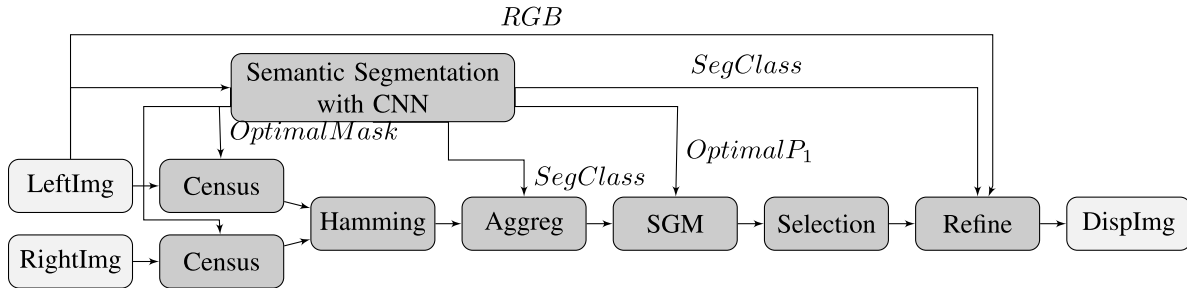 RGB
Semantic Segmentation
with CNN
SegClass
OptimalMask
OptimalP₁
LeftImg
Census
SegClass
Hamming
Aggreg
SGM
Selection
Refine
DispImg
RightImg
Census